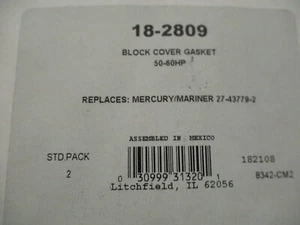 18-2809
BLOCK COVER GASKET
50-60HP
REPLACES: MERCURY/MARINER 27-43779-2
ASSEMBLED IN MEXICO
STD.PACK
2
182108
8342-CM2
0 30999 31320 1
Litchfield, IL 62056